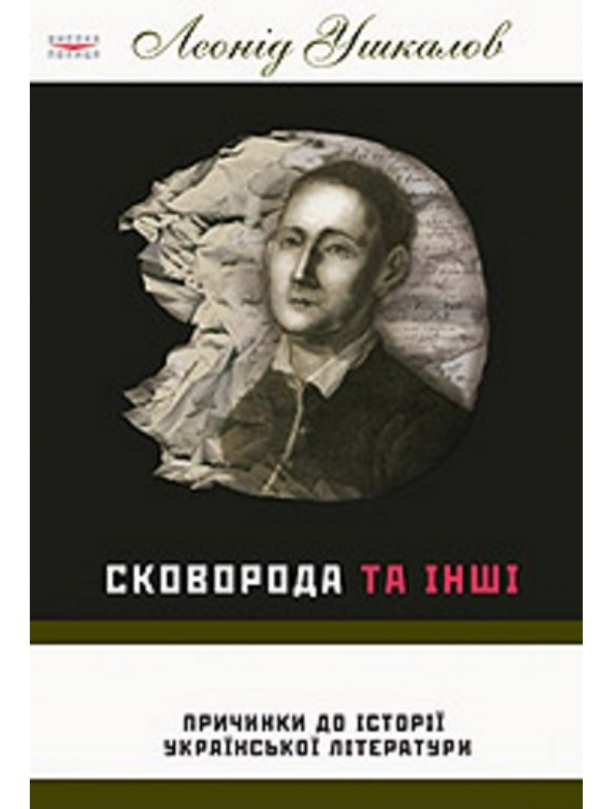 Леонід Ушкалов
СКОВОРОДА ТА ІНШІ
ПРИЧИНКИ ДО ІСТОРІЇ
УКРАЇНСЬКОЇ ЛІТЕРАТУРИ